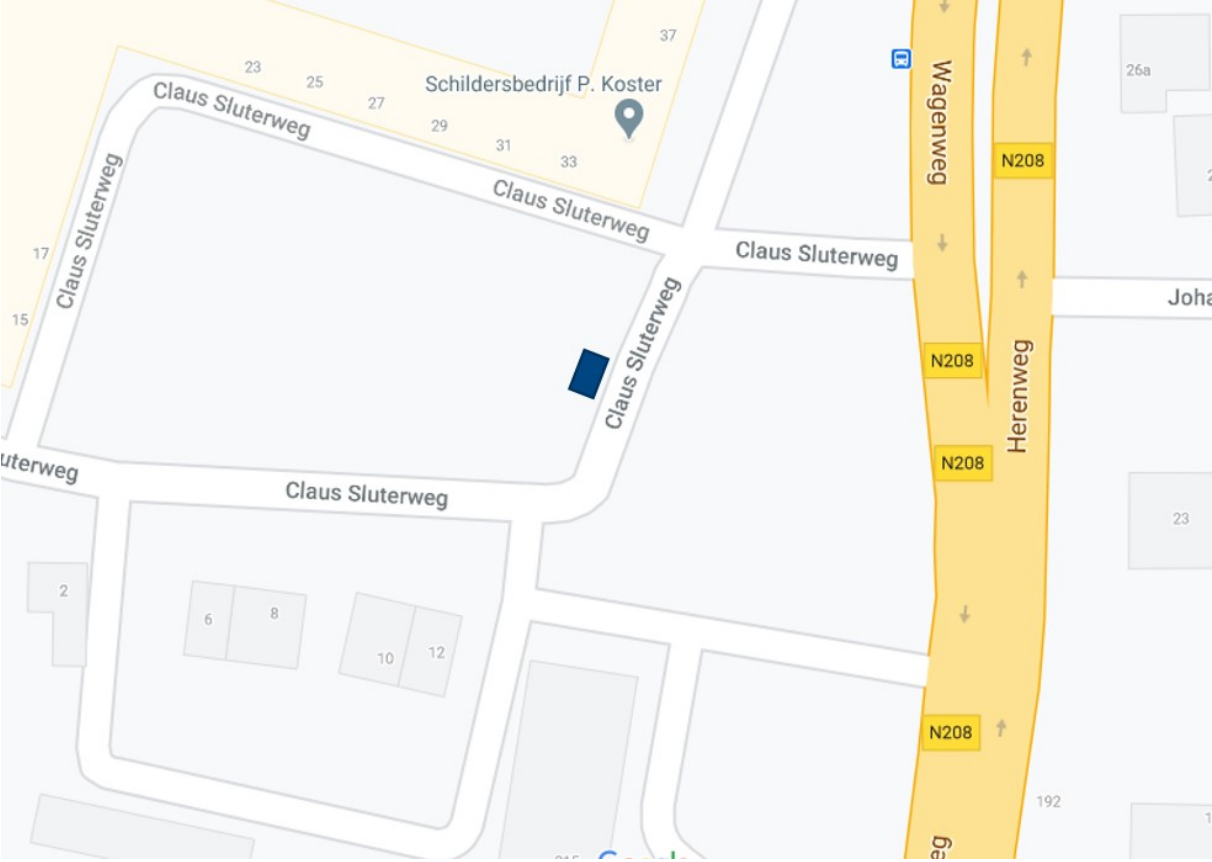 37
23
25
27
29
31
33
Schildersbedrijf P. Koster
26a
Claus Sluterweg
Wagenweg
N208
Claus Sluterweg
Claus Sluterweg
Claus Sluterweg
17
15
Joha
Claus Sluterweg
N208
Herenweg
N208
uterweg
Claus Sluterweg
23
2
6
8
10
12
N208
192
Google